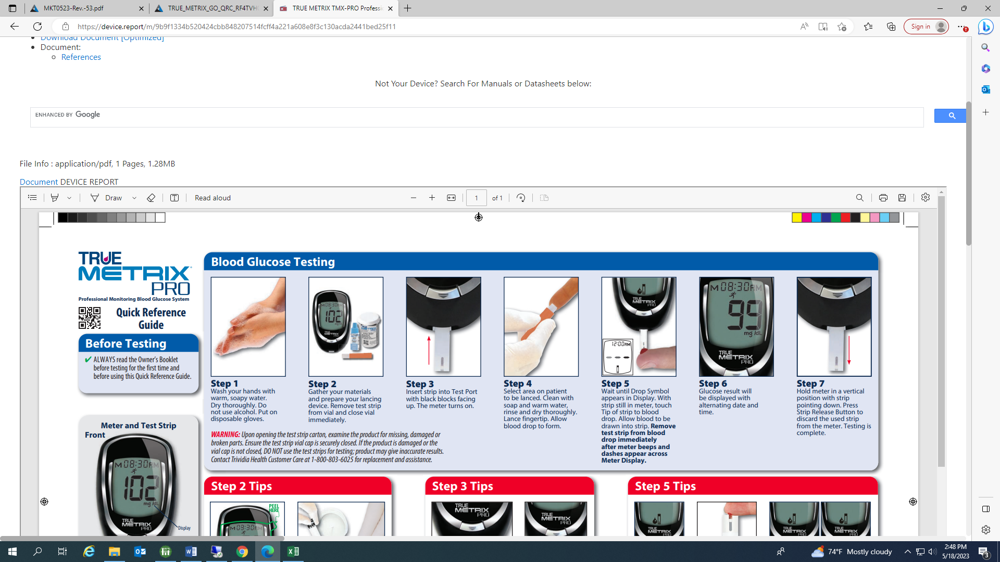 MKT0523-Rev.-53.pdf
TRUE_METRIX_GO_QRC_RF4TVH
TRUE METRIX TMX-PRO Professi
https://device.report/m/9b9f1334b520424cbb848207514fcff4a221a608e8f3c130acda2441bed25f11
Sign in
Download Document [Optimized]
Document:
References
Not Your Device? Search For Manuals or Datasheets below:
ENHANCED BY Google
File Info : application/pdf, 1 Pages, 1.28MB
Document DEVICE REPORT
Draw
Read aloud
1
of 1
TRUE
METRIX
PRO
Professional Monitoring Blood Glucose System
Quick Reference
Guide
Before Testing
✔ ALWAYS read the Owner's Booklet
before testing for the first time and
before using this Quick Reference Guide.
Meter and Test Strip
Front
M 08:30AM
102
mg/dL
TRUE
METRIX
PRO
Display
Blood Glucose Testing
M 08:30AM
102
TRUE
METRIX
PRO
TRUE
METRIX
PRO
12:00AM
M 08:30AM
99
mg/dL
TRUE
METRIX
PRO
Step 1
Wash your hands with
warm, soapy water.
Dry thoroughly. Do
not use alcohol. Put on
disposable gloves.
Step 2
Gather your materials
and prepare your lancing
device. Remove test strip
from vial and close vial
immediately.
Step 3
Insert strip into Test Port
with black blocks facing
up. The meter turns on.
Step 4
Select area on patient
to be lanced. Clean with
soap and warm water,
rinse and dry thoroughly.
Lance fingertip. Allow
blood drop to form.
Step 5
Wait until Drop Symbol
appears in Display. With
strip still in meter, touch
Tip of strip to blood
drop. Allow blood to be
drawn into strip. Remove
test strip from blood
drop immediately
after meter beeps and
dashes appear across
Meter Display.
Step 6
Glucose result will
be displayed with
alternating date and
time.
Step 7
Hold meter in a vertical
position with strip
pointing down. Press
Strip Release Button to
discard the used strip
from the meter. Testing is
complete.
WARNING: Upon opening the test strip carton, examine the product for missing, damaged or
broken parts. Ensure the test strip vial cap is securely closed. If the product is damaged or the
vial cap is not closed, DO NOT use the test strips for testing; product may give inaccurate results.
Contact Trividia Health Customer Care at 1-800-803-6025 for replacement and assistance.
Step 2 Tips
PEEL
HERE
M 08:30AM
Step 3 Tips
TRUE
METRIX
PRO
TRUE
METRIX
PRO
Step 5 Tips
TRUE
METRIX
PRO
TRUE
METRIX
PRO
TRUE
METRIX
PRO
74°F Mostly cloudy
2:48 PM
5/18/2023
3